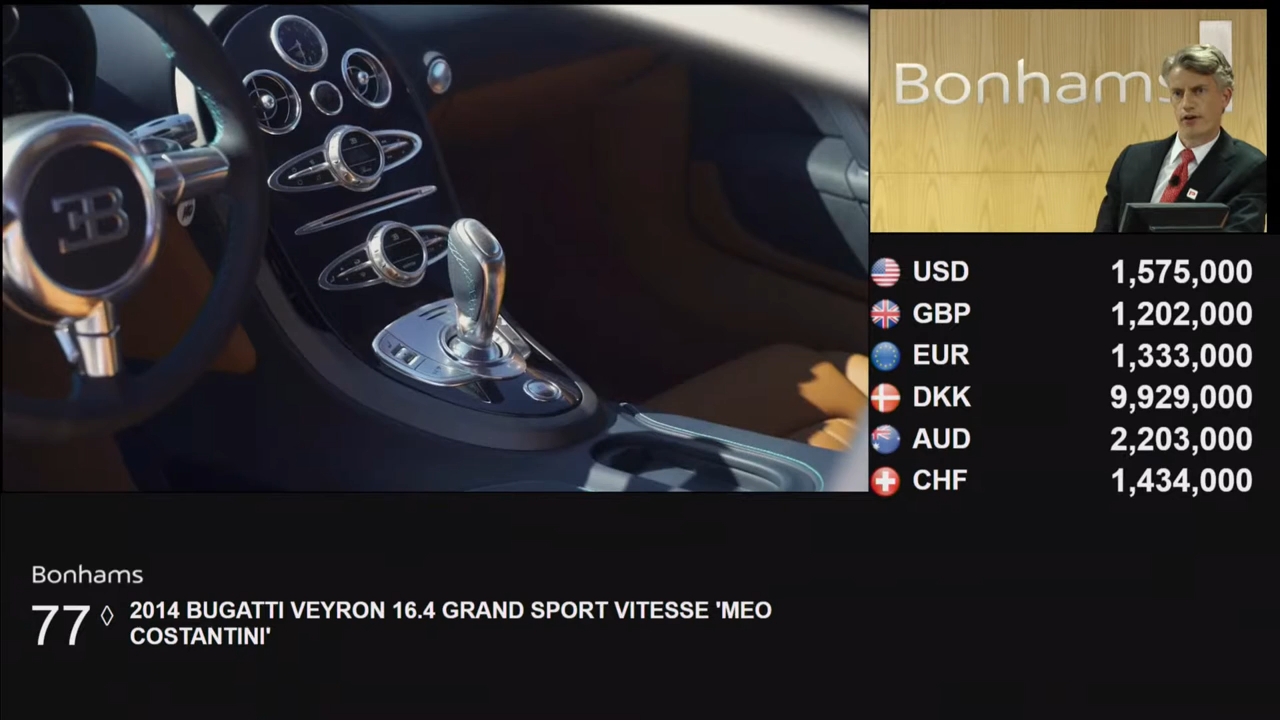 Bonhams
USD 1,575,000
GBP 1,202,000
EUR 1,333,000
DKK 9,929,000
AUD 2,203,000
CHF 1,434,000
Bonhams
77 ◊ 2014 BUGATTI VEYRON 16.4 GRAND SPORT VITESSE 'MEO
COSTANTINI'
EB